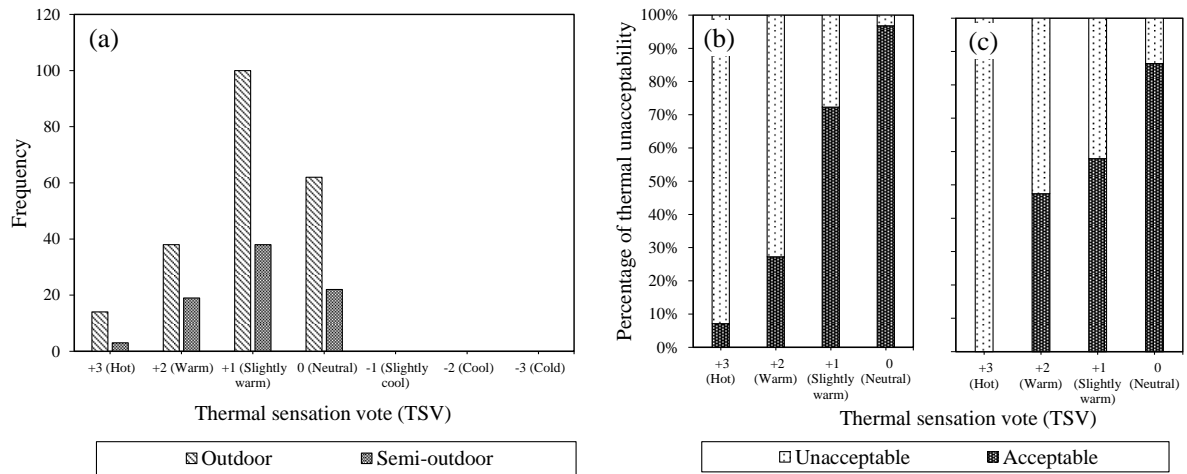 (a)
Frequency
120
100
80
60
40
20
0
+3 (Hot) +2 (Warm) +1 (Slightly warm) 0 (Neutral) -1 (Slightly cool) -2 (Cool) -3 (Cold)
Thermal sensation vote (TSV)
Outdoor Semi-outdoor
(b)
(c)
Percentage of thermal unacceptability
100%
90%
80%
70%
60%
50%
40%
30%
20%
10%
0%
+3 (Hot) +2 (Warm) +1 (Slightly warm) 0 (Neutral)
+3 (Hot) +2 (Warm) +1 (Slightly warm) 0 (Neutral)
Thermal sensation vote (TSV)
Unacceptable Acceptable